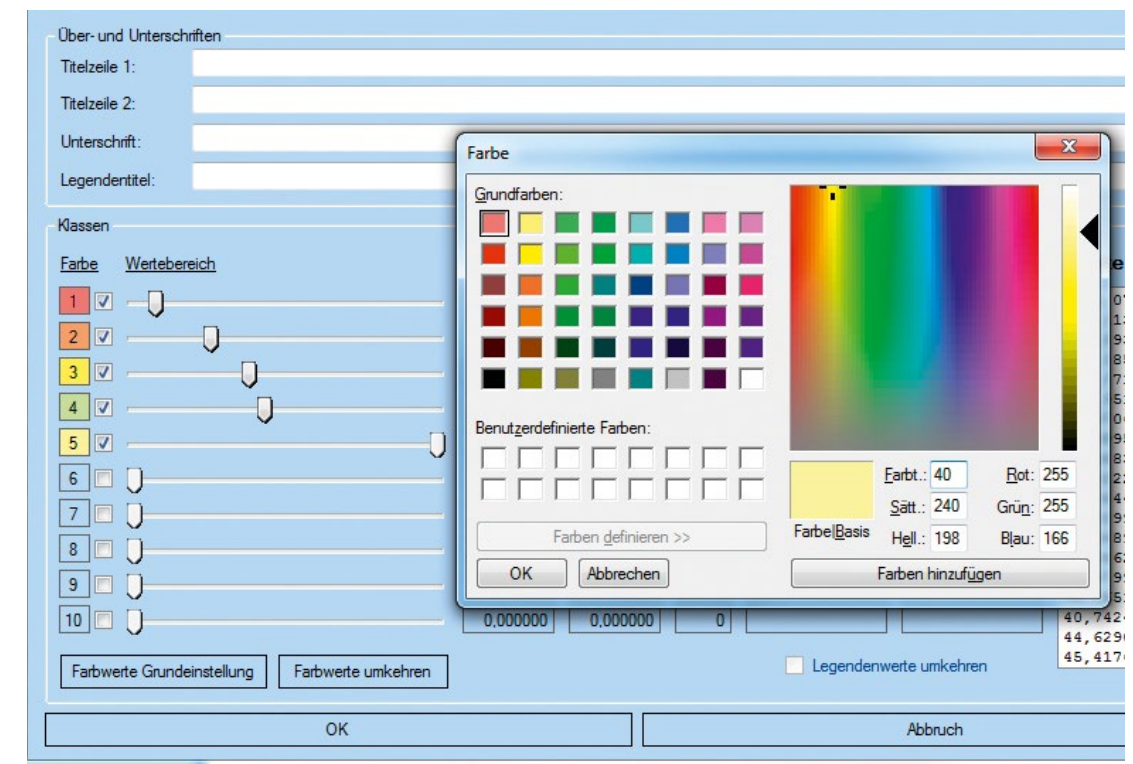 Über- und Unterschriften
Titelzeile 1:
Titelzeile 2:
Unterschrift:
Legendentitel:
Klassen
Farbe Wertebereich
1
2
3
4
5
6
7
8
9
10 0,000000 0,000000 0
Farbwerte Grundeinstellung Farbwerte umkehren Legendenwerte umkehren
OK Abbruch
Farbe x
Grundfarben:
Benutzerdefinierte Farben:
Farben definieren >>
OK Abbrechen
Farbe|Basis
Farbt.: 40 Rot: 255
Sätt.: 240 Grün: 255
Hell.: 198 Blau: 166
Farben hinzufügen
40,742
44,629
45,417